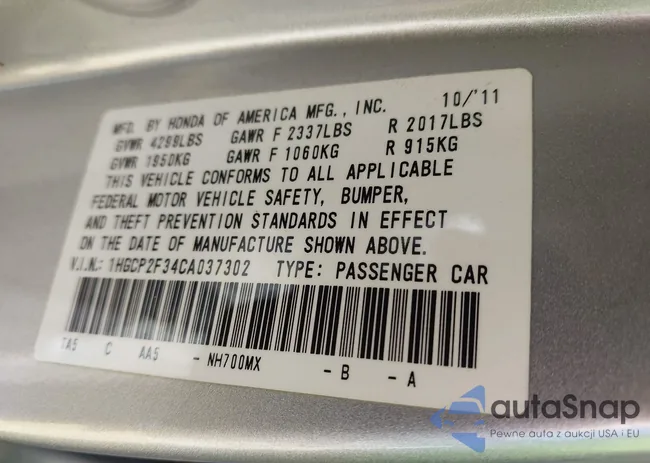 MFD. BY HONDA OF AMERICA MFG., INC. 10/'11
GVWR 4299LBS GAWR F 2337LBS R 2017LBS
GVWR 1950KG GAWR F 1060KG R 915KG
THIS VEHICLE CONFORMS TO ALL APPLICABLE
FEDERAL MOTOR VEHICLE SAFETY, BUMPER,
AND THEFT PREVENTION STANDARDS IN EFFECT
ON THE DATE OF MANUFACTURE SHOWN ABOVE.
V.I.N.: 1HGCP2F34CA037302 TYPE: PASSENGER CAR
TA5 C AA5 - NH700MX - B - A
autaSnap
Pewne auta z aukcji USA i EU